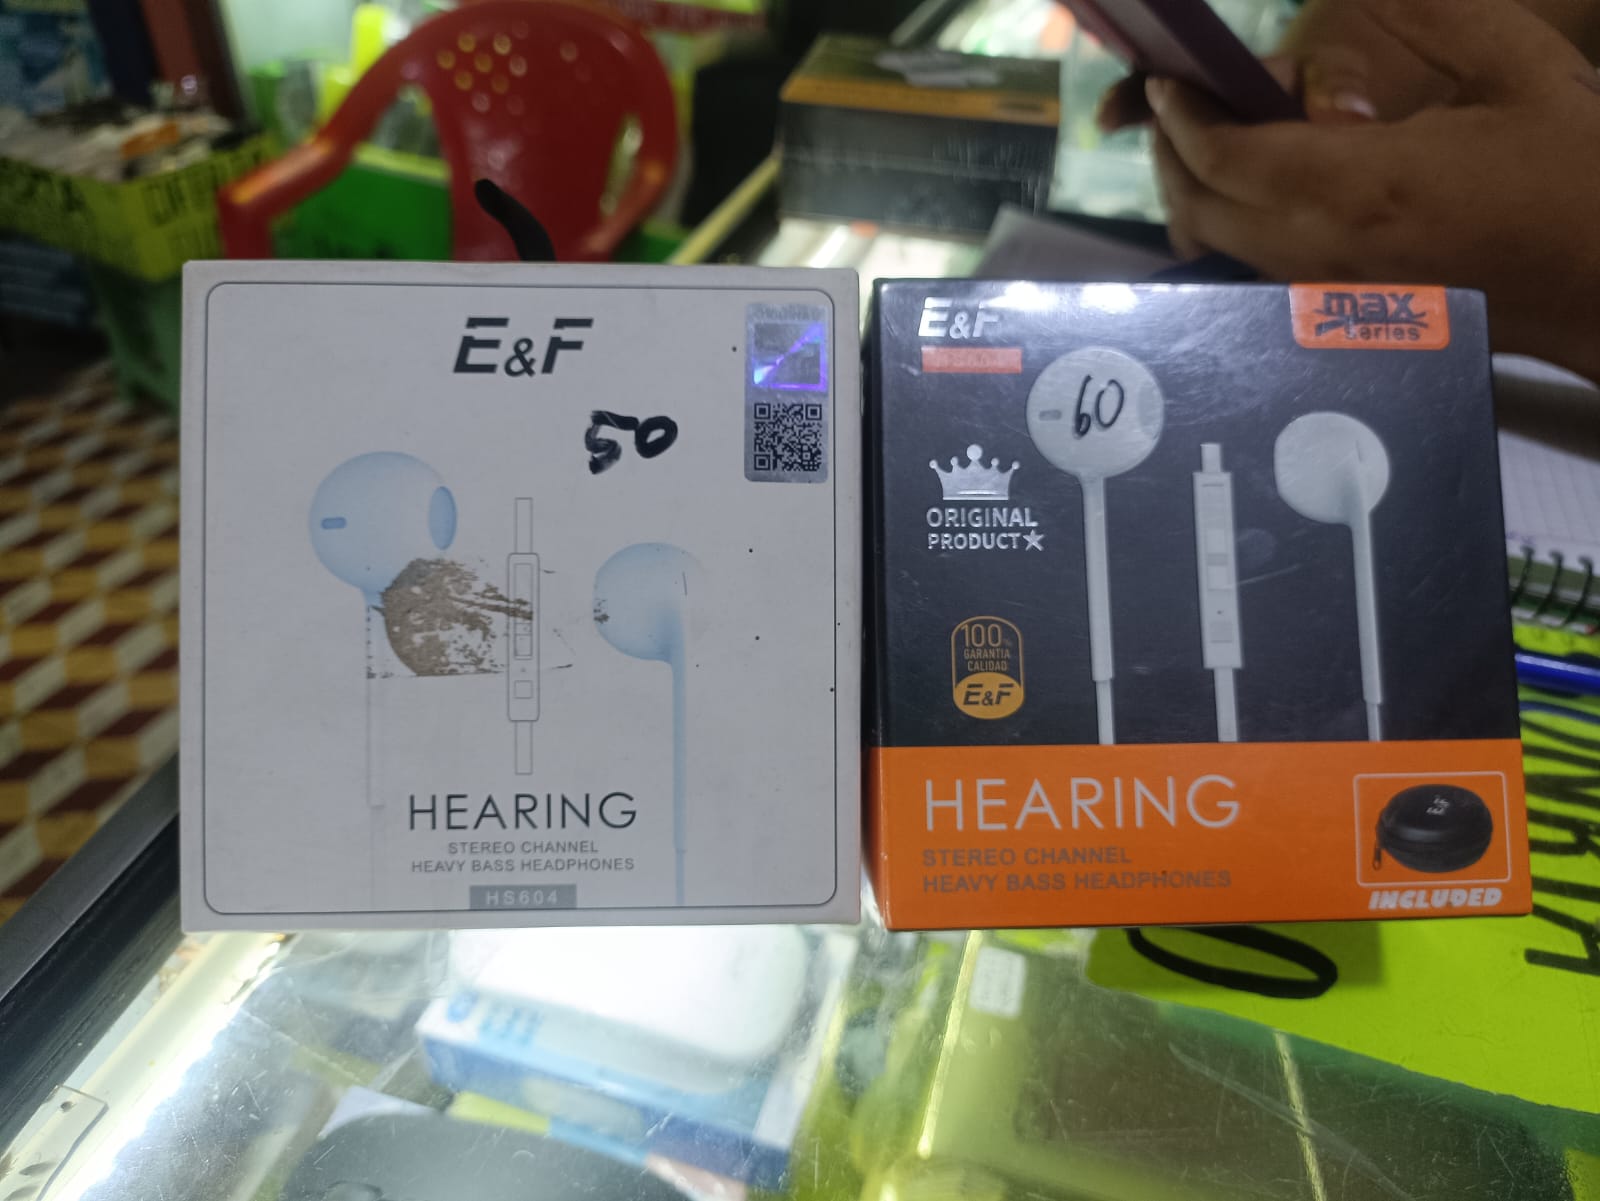 E&F
50
HEARING
STEREO CHANNEL
HEAVY BASS HEADPHONES
HS604
E&F
max
series
60
ORIGINAL
PRODUCT
100%
GARANTIA
CALIDAD
E&F
HEARING
STEREO CHANNEL
HEAVY BASS HEADPHONES
INCLUDED